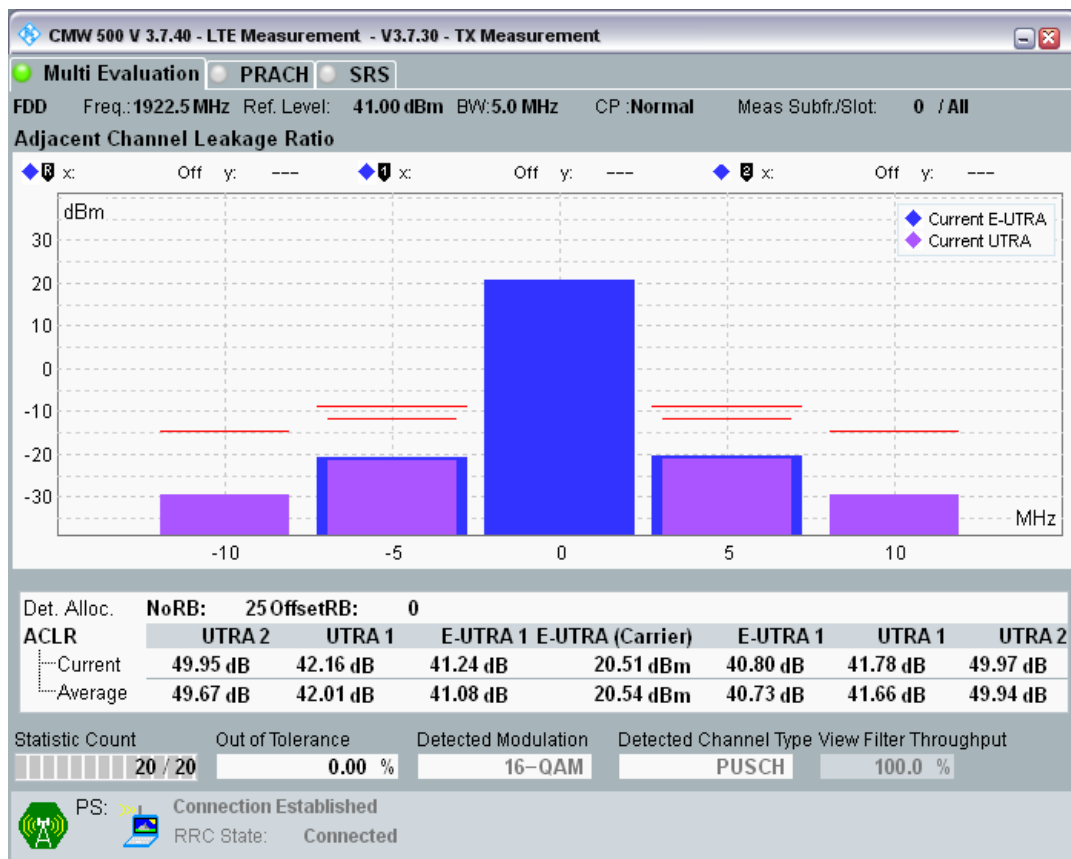 CMW 500 V 3.7.40 - LTE Measurement - V3.7.30 - TX Measurement
Multi Evaluation PRACH SRS
FDD Freq.: 1922.5 MHz Ref. Level: 41.00 dBm BW: 5.0 MHz CP : Normal Meas Subfr./Slot: 0 / All
Adjacent Channel Leakage Ratio
R x: Off y: --- 1 x: Off y: --- 2 x: Off y: ---
dBm
Current E-UTRA
Current UTRA
30
20
10
0
-10
-20
-30
MHz
-10 -5 0 5 10
Det. Alloc. NoRB: 25 OffsetRB: 0
ACLR UTRA 2 UTRA 1 E-UTRA 1 E-UTRA (Carrier) E-UTRA 1 UTRA 1 UTRA 2
Current 49.95 dB 42.16 dB 41.24 dB 20.51 dBm 40.80 dB 41.78 dB 49.97 dB
Average 49.67 dB 42.01 dB 41.08 dB 20.54 dBm 40.73 dB 41.66 dB 49.94 dB
Statistic Count Out of Tolerance Detected Modulation Detected Channel Type View Filter Throughput
20 / 20 0.00 % 16-QAM PUSCH 100.0 %
PS: Connection Established
RRC State: Connected